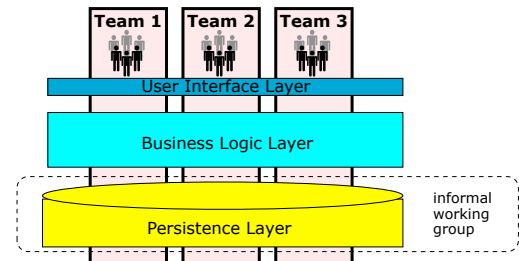 Team 1 Team 2 Team 3
User Interface Layer
Business Logic Layer
Persistence Layer
informal
working
group